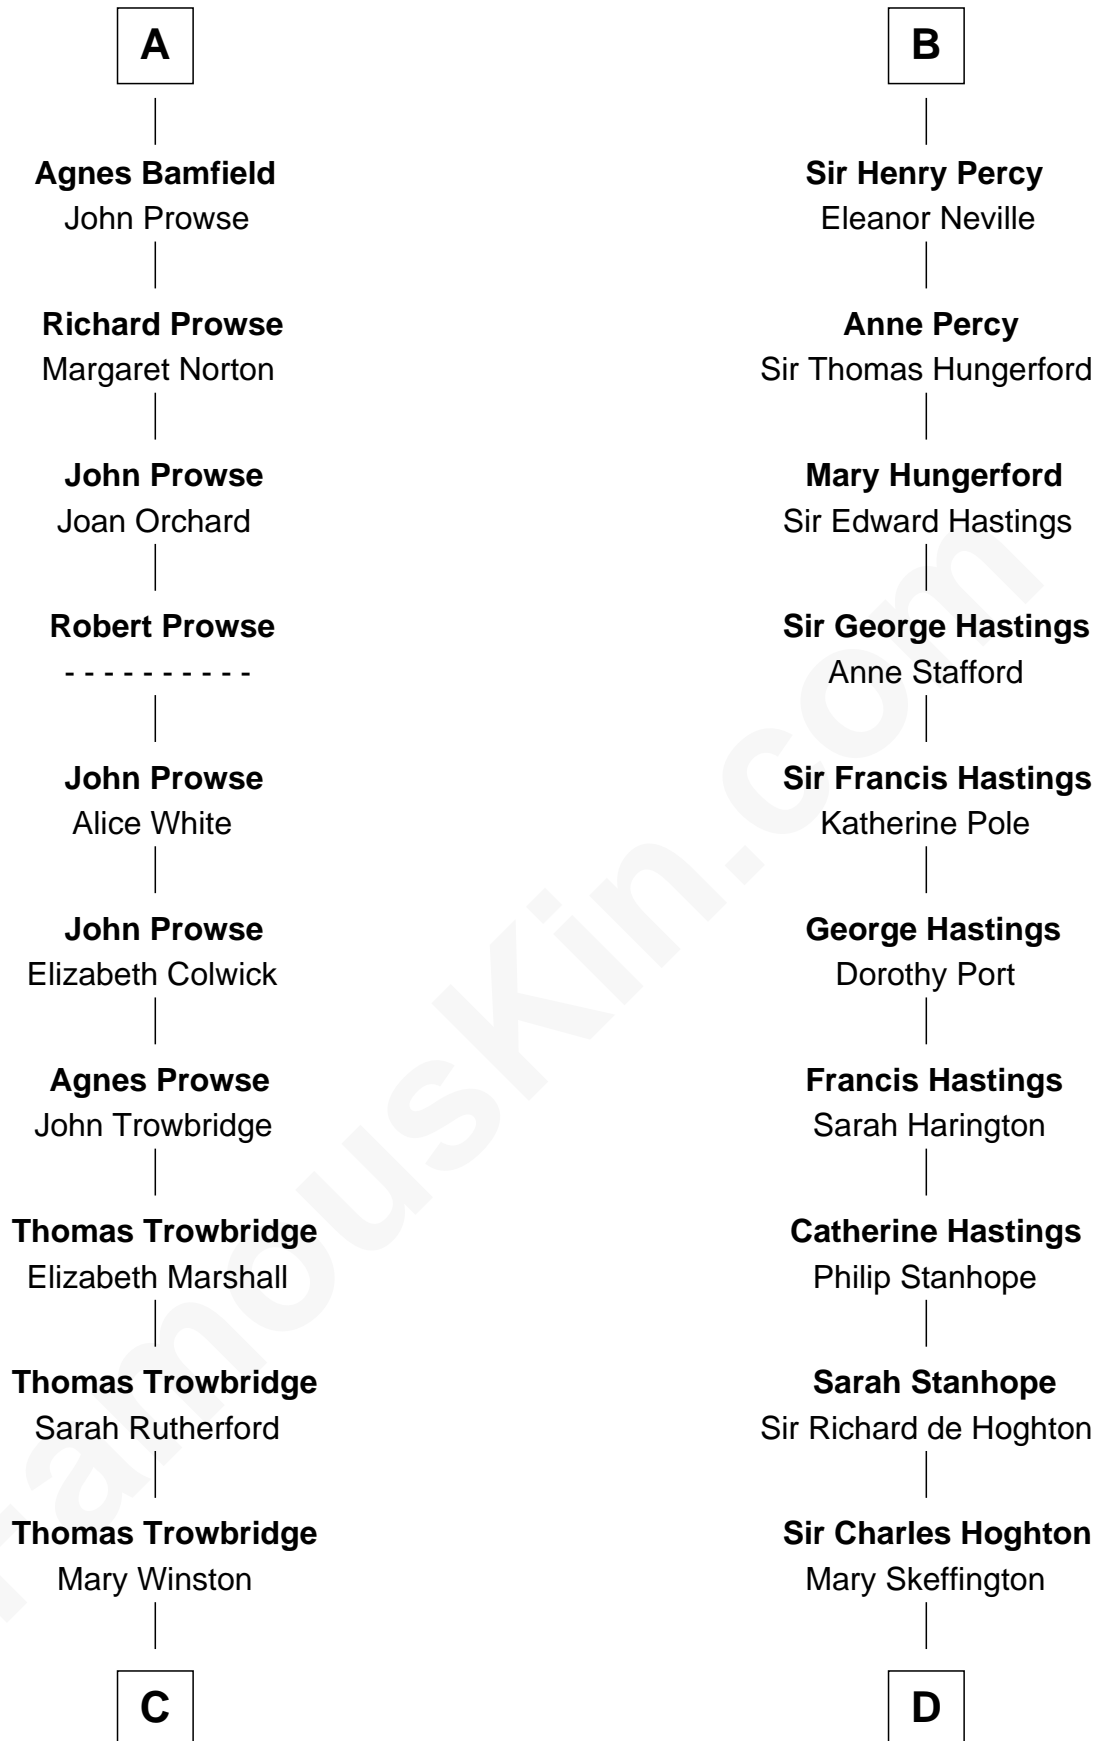 A
Agnes Bamfield
John Prowse
Richard Prowse
Margaret Norton
John Prowse
Joan Orchard
Robert Prowse
- - - - - - - - - -
John Prowse
Alice White
John Prowse
Elizabeth Colwick
Agnes Prowse
John Trowbridge
Thomas Trowbridge
Elizabeth Marshall
Thomas Trowbridge
Sarah Rutherford
Thomas Trowbridge
Mary Winston
C
B
Sir Henry Percy
Eleanor Neville
Anne Percy
Sir Thomas Hungerford
Mary Hungerford
Sir Edward Hastings
Sir George Hastings
Anne Stafford
Sir Francis Hastings
Katherine Pole
George Hastings
Dorothy Port
Francis Hastings
Sarah Harington
Catherine Hastings
Philip Stanhope
Sarah Stanhope
Sir Richard de Hoghton
Sir Charles Hoghton
Mary Skeffington
D
FamousKin.com